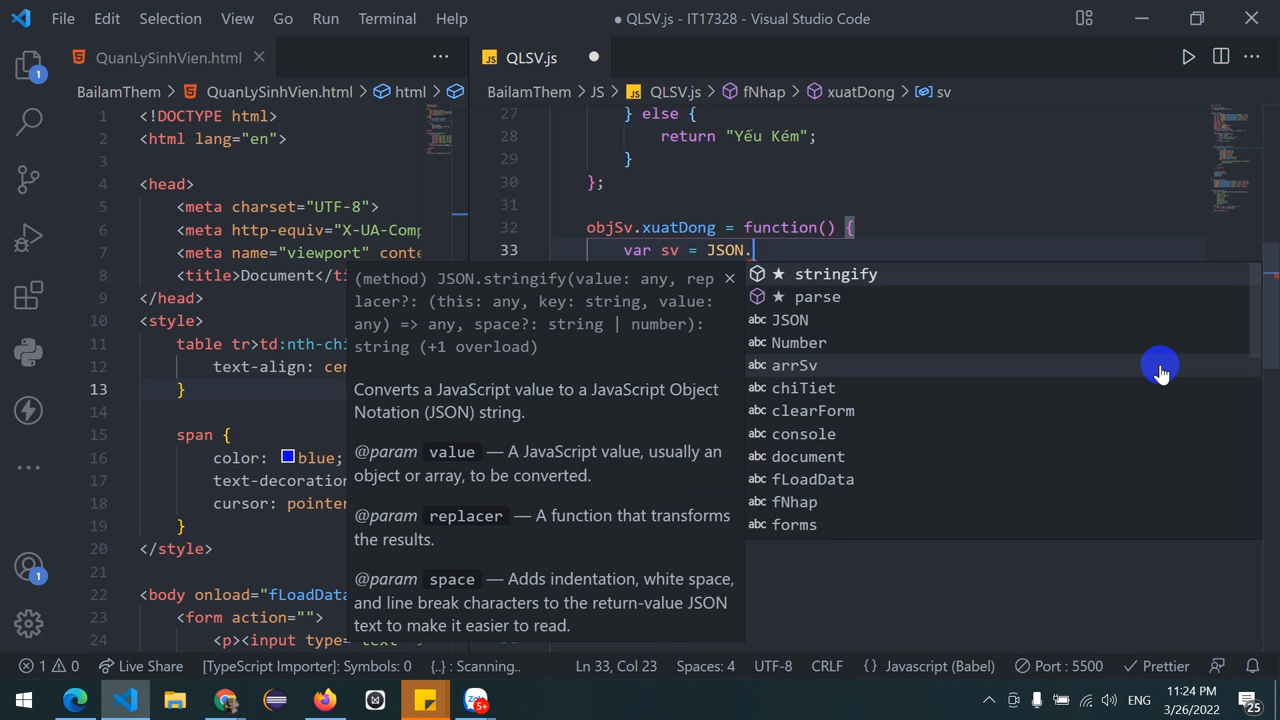 File Edit Selection View Go Run Terminal Help
● QLSV.js - IT17328 - Visual Studio Code
QuanLySinhVien.html
BailamThem > QuanLySinhVien.html > html >
1 <!DOCTYPE html>
2 <html lang="en">
3
4 <head>
5 <meta charset="UTF-8">
6 <meta http-equiv="X-UA-Comp
7 <meta name="viewport" conte
8 <title>Document</ti
9 </head>
10 <style>
11 table tr>td:nth-chi
12 text-align: cen
13 }
14
15 span {
16 color: blue;
17 text-decoration
18 cursor: pointer
19 }
20 </style>
21
22 <body onload="fLoadData
23 <form action="">
24 <p><input type="text"
JS QLSV.js ●
BailamThem > JS > JS QLSV.js > fNhap > xuatDong > sv
27 } else {
28 return "Yếu Kém";
29 }
30 };
32 objSv.xuatDong = function() {
33 var sv = JSON.
(method) JSON.stringify(value: any, rep
lacer?: (this: any, key: string, value:
any) => any, space?: string | number):
string (+1 overload)
Converts a JavaScript value to a JavaScript Object
Notation (JSON) string.
@param value — A JavaScript value, usually an
object or array, to be converted.
@param replacer — A function that transforms
the results.
@param space — Adds indentation, white space,
and line break characters to the return-value JSON
text to make it easier to read.
★ stringify
★ parse
abc JSON
abc Number
abc arrSv
abc chiTiet
abc clearForm
abc console
abc document
abc fLoadData
abc fNhap
abc forms
1
1
1 0 Live Share [TypeScript Importer]: Symbols: 0 {..} : Scanning.. Ln 33, Col 23 Spaces: 4 UTF-8 CRLF {} Javascript (Babel) Port : 5500 Prettier
Zalo 5+
ENG 11:24 PM
3/26/2022 25